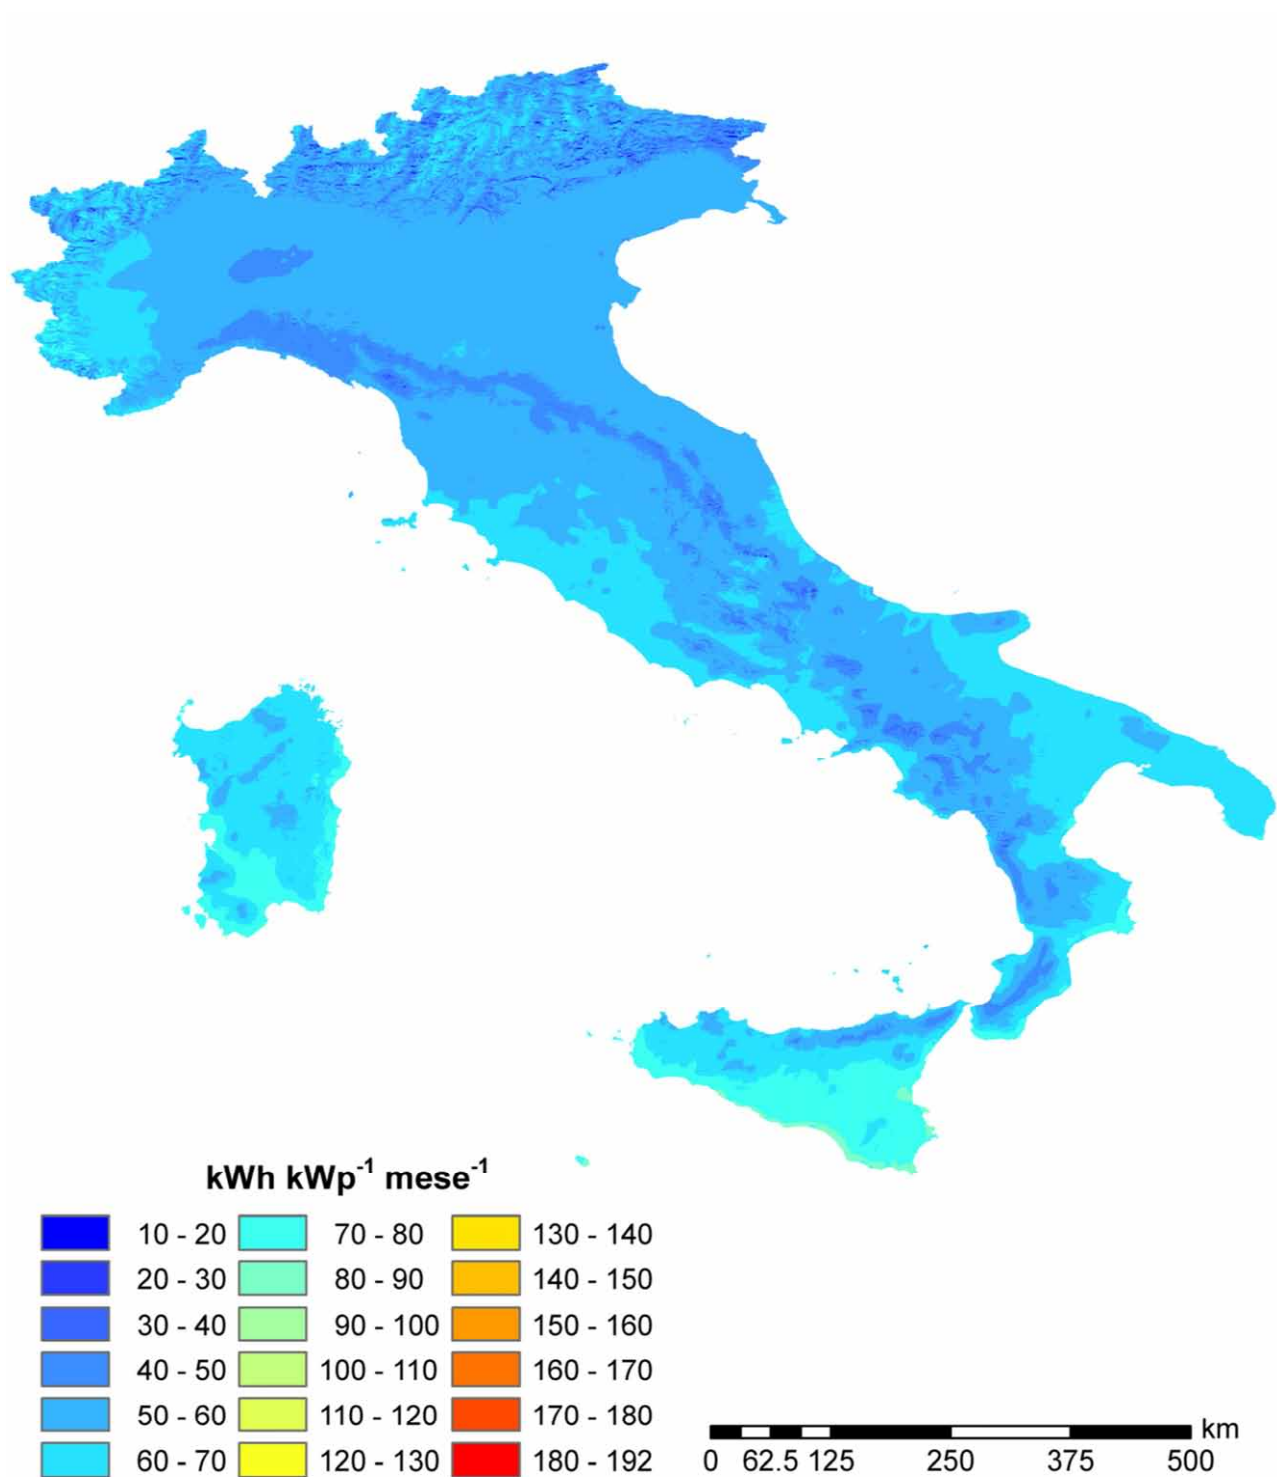 kWh kWp-1 mese-1
10 - 20 70 - 80 130 - 140
20 - 30 80 - 90 140 - 150
30 - 40 90 - 100 150 - 160
40 - 50 100 - 110 160 - 170
50 - 60 110 - 120 170 - 180
60 - 70 120 - 130 180 - 192
km
0 62.5 125 250 375 500